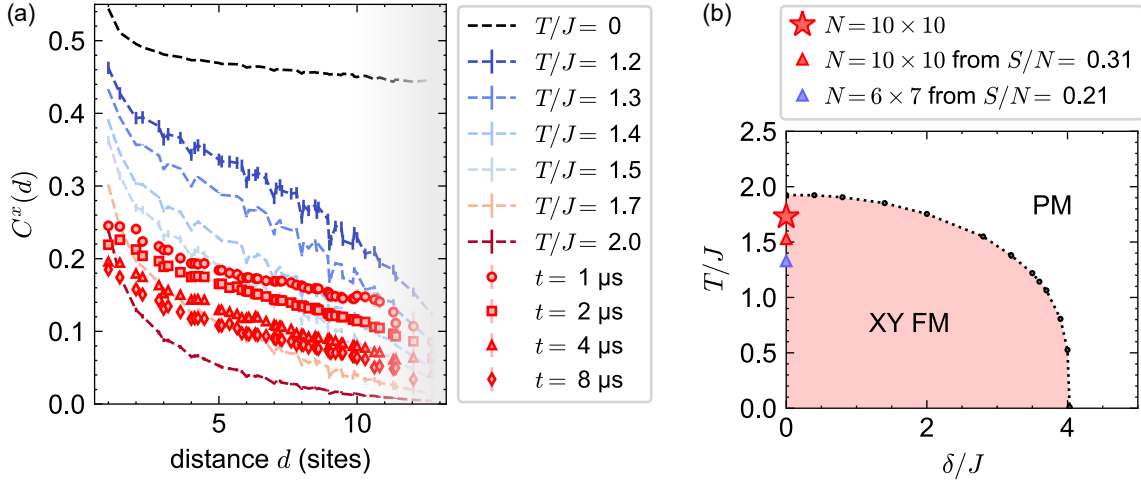 (a)
0.5
0.4
0.3
0.2
0.1
0.0
C^x(d)
5
10
distance d (sites)
T/J = 0
T/J = 1.2
T/J = 1.3
T/J = 1.4
T/J = 1.5
T/J = 1.7
T/J = 2.0
t = 1 μs
t = 2 μs
t = 4 μs
t = 8 μs
(b)
N = 10 × 10
N = 10 × 10 from S/N = 0.31
N = 6 × 7 from S/N = 0.21
2.5
2.0
1.5
1.0
0.5
0.0
T/J
PM
XY FM
0
2
4
δ/J